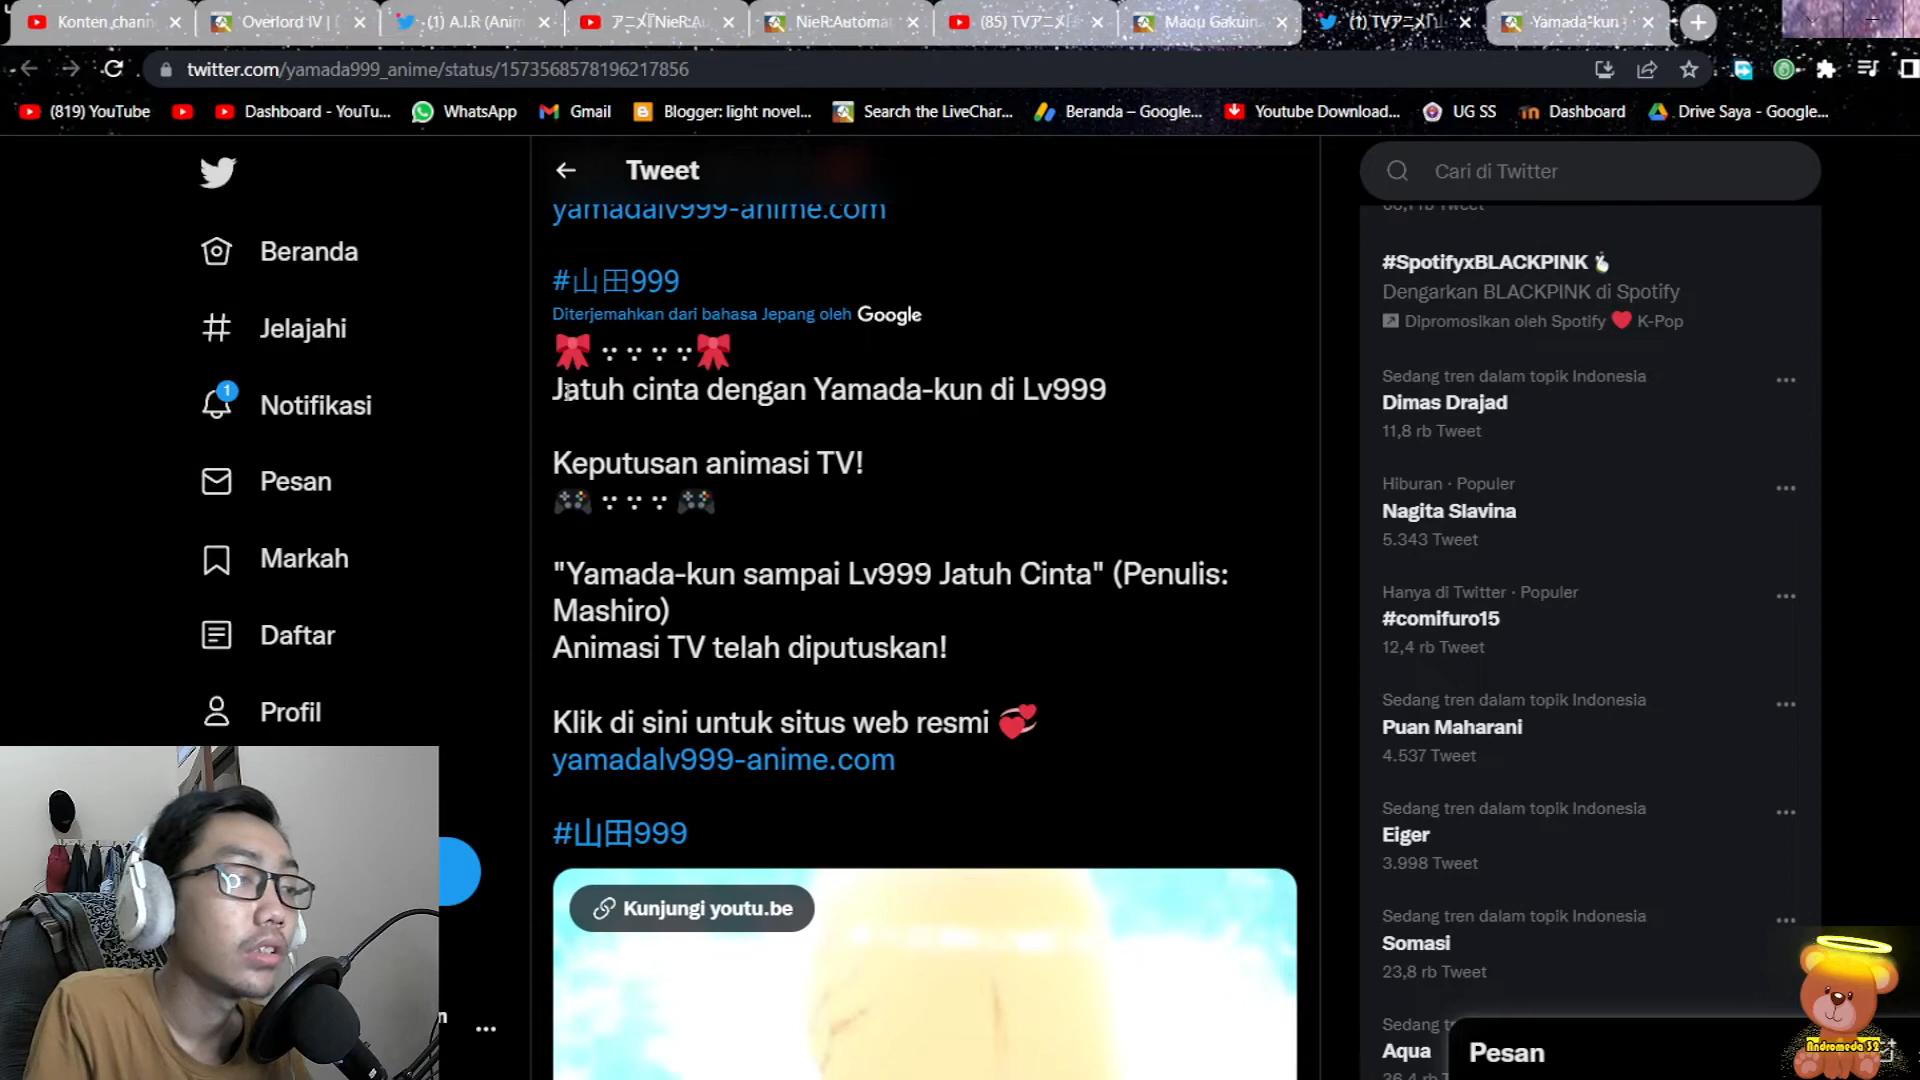 Konten_chann
Overlord IV |
(1) A.I.R (Anim
アニメ『NieR:Au
NieR:Automat
(85) TVアニメ
Maou Gakuin
(1) TVアニメ『
Yamada-kun
twitter.com/yamada999_anime/status/1573568578196217856
(819) YouTube
Dashboard - YouTu...
WhatsApp
Gmail
Blogger: light novel...
Search the LiveChar...
Beranda – Google...
Youtube Download...
UG SS
Dashboard
Drive Saya - Google...
Beranda
Jelajahi
1
Notifikasi
Pesan
Markah
Daftar
Profil
Tweet
yamadalv999-anime.com
#山田999
Diterjemahkan dari bahasa Jepang oleh Google
Jatuh cinta dengan Yamada-kun di Lv999
Keputusan animasi TV!
"Yamada-kun sampai Lv999 Jatuh Cinta" (Penulis:
Mashiro)
Animasi TV telah diputuskan!
Klik di sini untuk situs web resmi
yamadalv999-anime.com
#山田999
Kunjungi youtu.be
Cari di Twitter
#SpotifyxBLACKPINK
Dengarkan BLACKPINK di Spotify
Dipromosikan oleh Spotify K-Pop
Sedang tren dalam topik Indonesia
Dimas Drajad
11,8 rb Tweet
Hiburan · Populer
Nagita Slavina
5.343 Tweet
Hanya di Twitter · Populer
#comifuro15
12,4 rb Tweet
Sedang tren dalam topik Indonesia
Puan Maharani
4.537 Tweet
Sedang tren dalam topik Indonesia
Eiger
3.998 Tweet
Sedang tren dalam topik Indonesia
Somasi
23,8 rb Tweet
Sedang
Aqua
Pesan
Andromeda 32